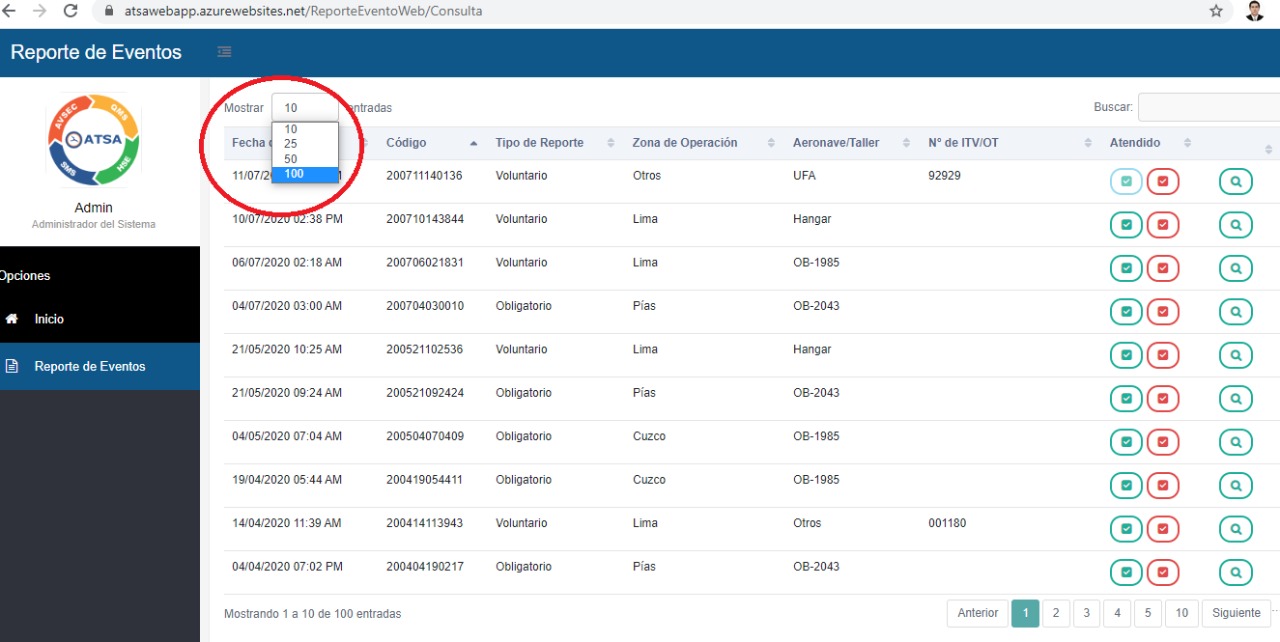 atsawebapp.azurewebsites.net/ReporteEventoWeb/Consulta
Reporte de Eventos
AVSEC QMS
ATSA
SMS HSE
Admin
Administrador del Sistema
Opciones
Inicio
Reporte de Eventos
Mostrar 10 entradas
10
25
50
100
Buscar:
Fecha Código Tipo de Reporte Zona de Operación Aeronave/Taller Nº de ITV/OT Atendido
200711140136 Voluntario Otros UFA 92929
10/07/2020 02:38 PM 200710143844 Voluntario Lima Hangar
06/07/2020 02:18 AM 200706021831 Voluntario Lima OB-1985
04/07/2020 03:00 AM 200704030010 Obligatorio Pías OB-2043
21/05/2020 10:25 AM 200521102536 Voluntario Lima Hangar
21/05/2020 09:24 AM 200521092424 Obligatorio Pías OB-2043
04/05/2020 07:04 AM 200504070409 Obligatorio Cuzco OB-1985
19/04/2020 05:44 AM 200419054411 Obligatorio Cuzco OB-1985
14/04/2020 11:39 AM 200414113943 Voluntario Lima Otros 001180
04/04/2020 07:02 PM 200404190217 Obligatorio Pías OB-2043
Mostrando 1 a 10 de 100 entradas
Anterior 1 2 3 4 5 10 Siguiente